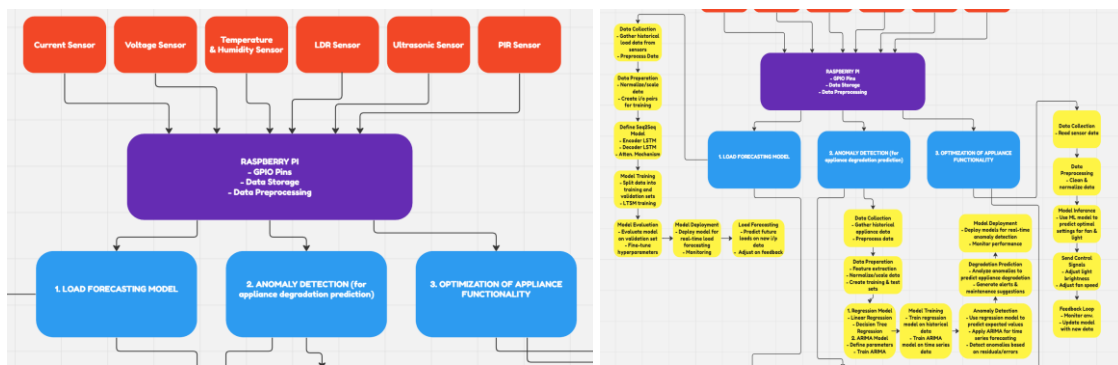 Current Sensor
Voltage Sensor
Temperature
& Humidity Sensor
LDR Sensor
Ultrasonic Sensor
PIR Sensor
RASPBERRY PI
- GPIO Pins
- Data Storage
- Data Preprocessing
1. LOAD FORECASTING MODEL
2. ANOMALY DETECTION (for
appliance degradation prediction)
3. OPTIMIZATION OF APPLIANCE
FUNCTIONALITY
Data Collection
- Gather historical
load data from
sensors
- Preprocess Data
Data Preparation
- Normalize/scale
data
- Create i/o pairs
for training
Define Seq2Seq
Model
- Encoder LSTM
- Decoder LSTM
- Atten. Mechanism
Model Training
- Split data into
training and
validation sets
- LTSM training
Model Evaluation
- Evaluate model
on validation set
- Fine-tune
hyperparameters
Model Deployment
- Deploy model for
real-time load
forecasting
- Monitoring
Load Forecasting
- Predict future
loads on new i/p
data
- Adjust on feedback
RASPBERRY PI
- GPIO Pins
- Data Storage
- Data Preprocessing
1. LOAD FORECASTING MODEL
2. ANOMALY DETECTION (for
appliance degradation prediction)
3. OPTIMIZATION OF APPLIANCE
FUNCTIONALITY
Data Collection
- Gather historical
appliance data
- Preprocess data
Data Preparation
- Feature extraction
- Normalize/scale data
- Create training & test
sets
1. Regression Model
- Linear Regression
- Decision Tree
Regression
2. ARIMA Model
- Define parameters
- Train ARIMA
Model Training
- Train regression
model on historical
data
- Train ARIMA
model on time series
data
Anomaly Detection
- Use regression model to
predict expected values
- Apply ARIMA for time
series forecasting
- Detect anomalies based
on residuals/errors
Degradation Prediction
- Analyze anomalies to
predict appliance degradation
- Generate alerts &
maintenance suggestions
Model Deployment
- Deploy models for real-time
anomaly detection
- Monitor performance
Data Collection
- Read sensor data
Data
Preprocessing
- Clean &
normalize data
Model Inference
- Use ML model to
predict optimal
settings for fan &
light
Send Control
Signals
- Adjust light
brightness
- Adjust fan speed
Feedback Loop
- Monitor env.
- Update model
with new data